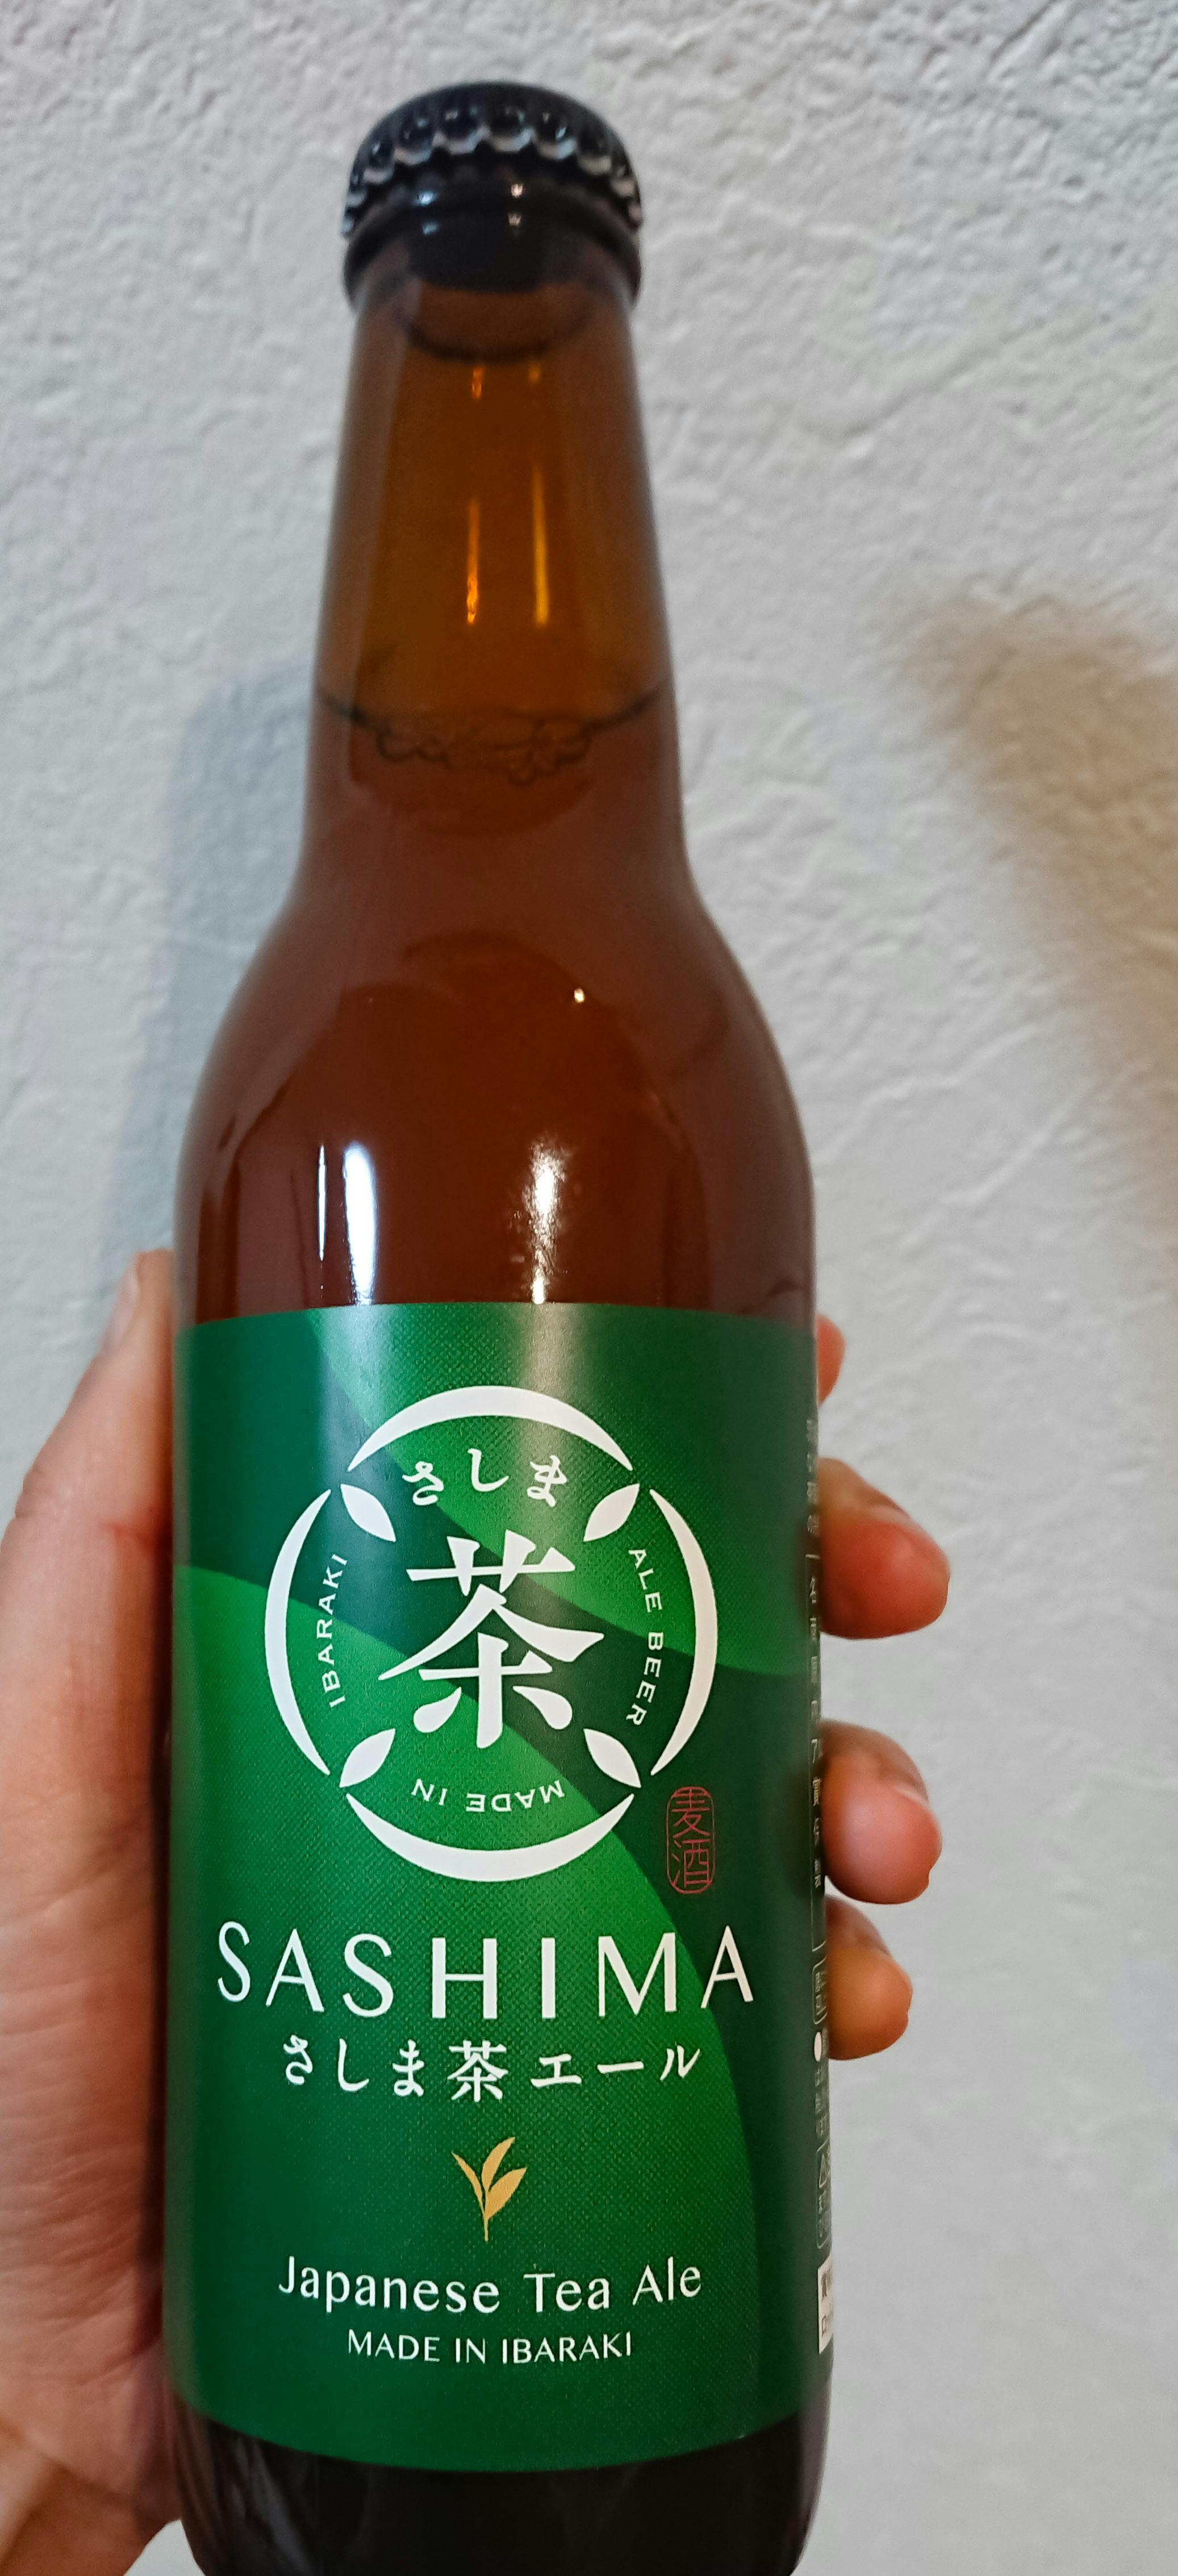 さしま
茶
IBARAKI
ALE BEER
MADE IN
麦酒
SASHIMA
さしま茶エール
Japanese Tea Ale
MADE IN IBARAKI